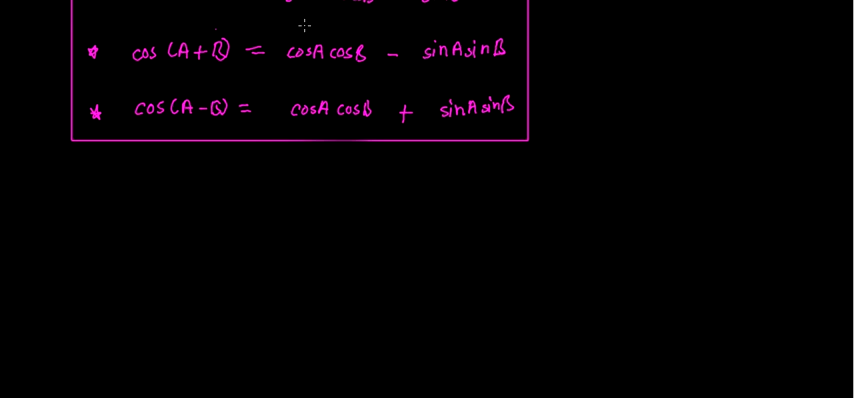 * cos (A+B) = cosA cosB - sinA sinB
* cos(A-B) = cosA cosB + sinA sinB